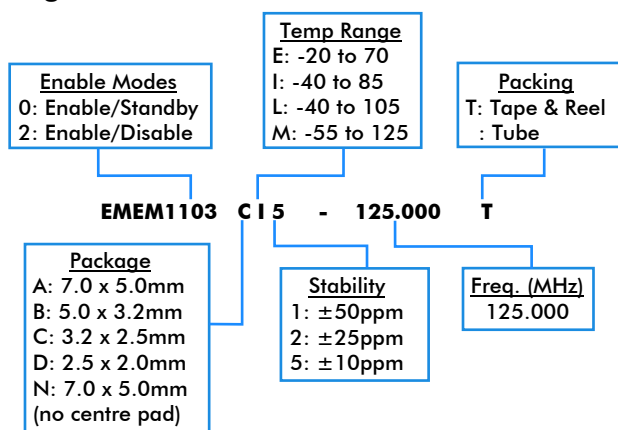 Temp Range
E: -20 to 70
I: -40 to 85
L: -40 to 105
M: -55 to 125
Enable Modes
0: Enable/Standby
2: Enable/Disable
Packing
T: Tape & Reel
: Tube
EMEM1103 C I 5 - 125.000 T
Package
A: 7.0 x 5.0mm
B: 5.0 x 3.2mm
C: 3.2 x 2.5mm
D: 2.5 x 2.0mm
N: 7.0 x 5.0mm
(no centre pad)
Stability
1: ±50ppm
2: ±25ppm
5: ±10ppm
Freq. (MHz)
125.000